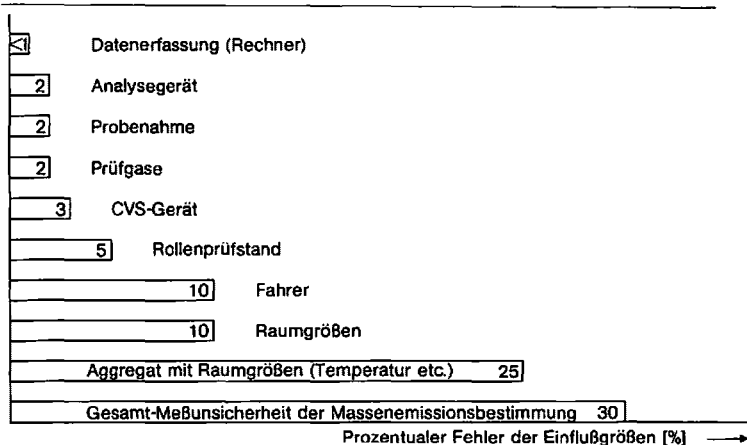 <1 Datenerfassung (Rechner)
2 Analysegerät
2 Probenahme
2 Prüfgase
3 CVS-Gerät
5 Rollenprüfstand
10 Fahrer
10 Raumgrößen
Aggregat mit Raumgrößen (Temperatur etc.) 25
Gesamt-Meßunsicherheit der Massenemissionsbestimmung 30
Prozentualer Fehler der Einflußgrößen [%]